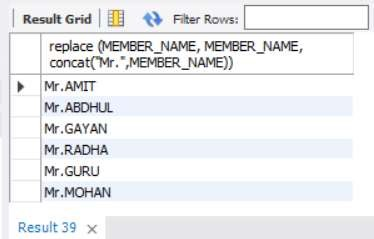 Result Grid Filter Rows:
replace (MEMBER_NAME, MEMBER_NAME,
concat("Mr.",MEMBER_NAME))
Mr.AMIT
Mr.ABDHUL
Mr.GAYAN
Mr.RADHA
Mr.GURU
Mr.MOHAN
Result 39 ×